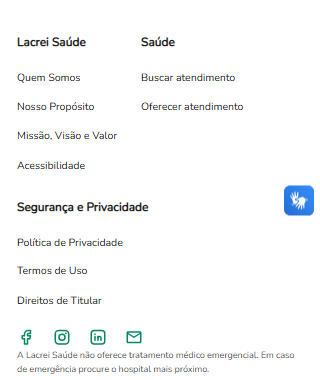 Lacrei Saúde
Quem Somos
Nosso Propósito
Missão, Visão e Valor
Acessibilidade
Saúde
Buscar atendimento
Oferecer atendimento
Segurança e Privacidade
Política de Privacidade
Termos de Uso
Direitos de Titular
A Lacrei Saúde não oferece tratamento médico emergencial. Em caso
de emergência procure o hospital mais próximo.